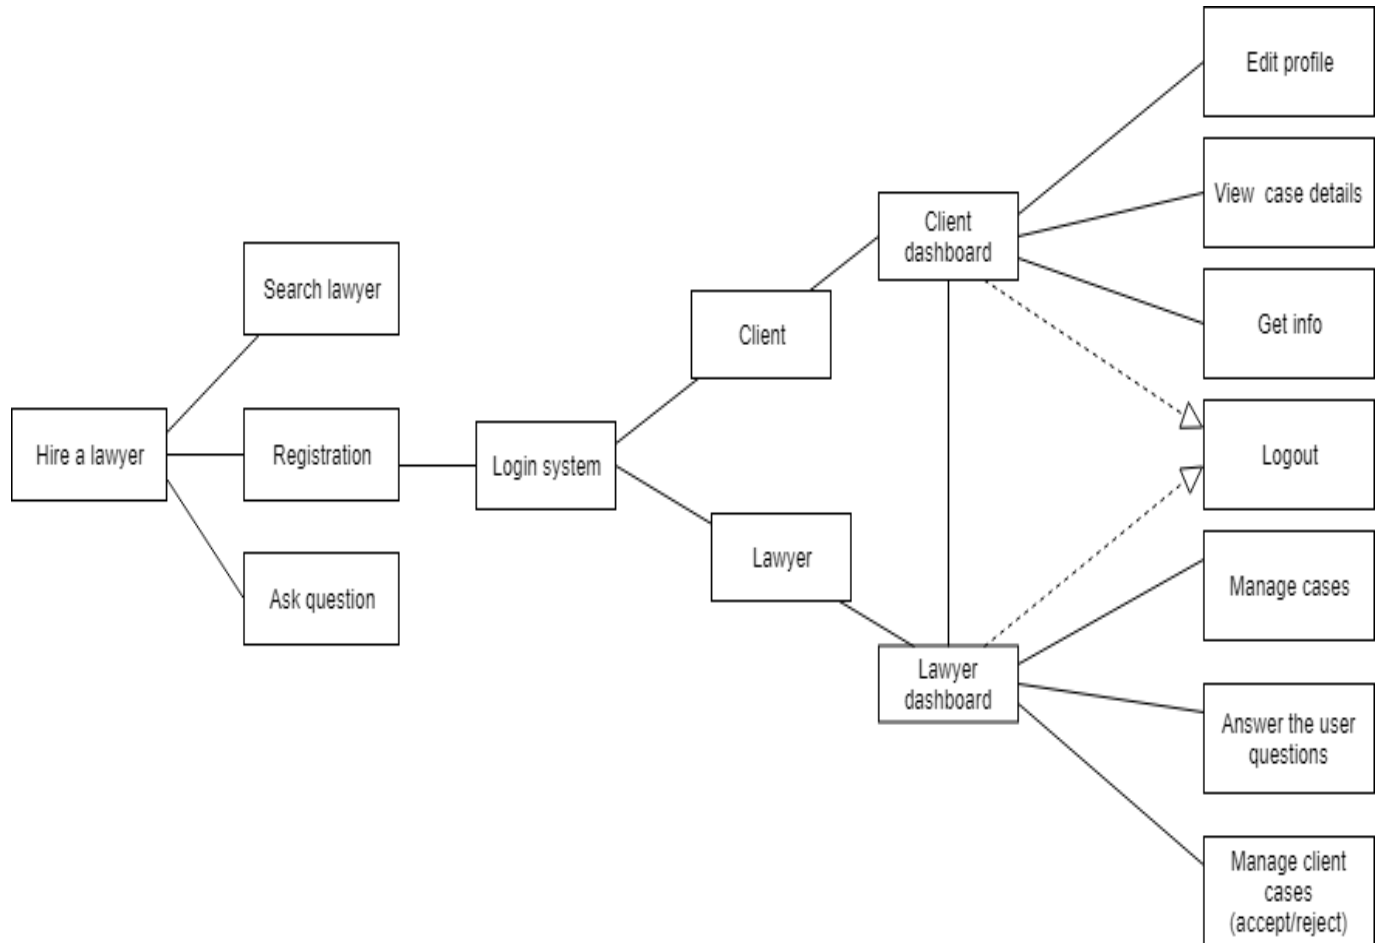 Hire a lawyer
Search lawyer
Registration
Ask question
Login system
Client
Lawyer
Client
dashboard
Lawyer
dashboard
Edit profile
View case details
Get info
Logout
Manage cases
Answer the user
questions
Manage client
cases
(accept/reject)